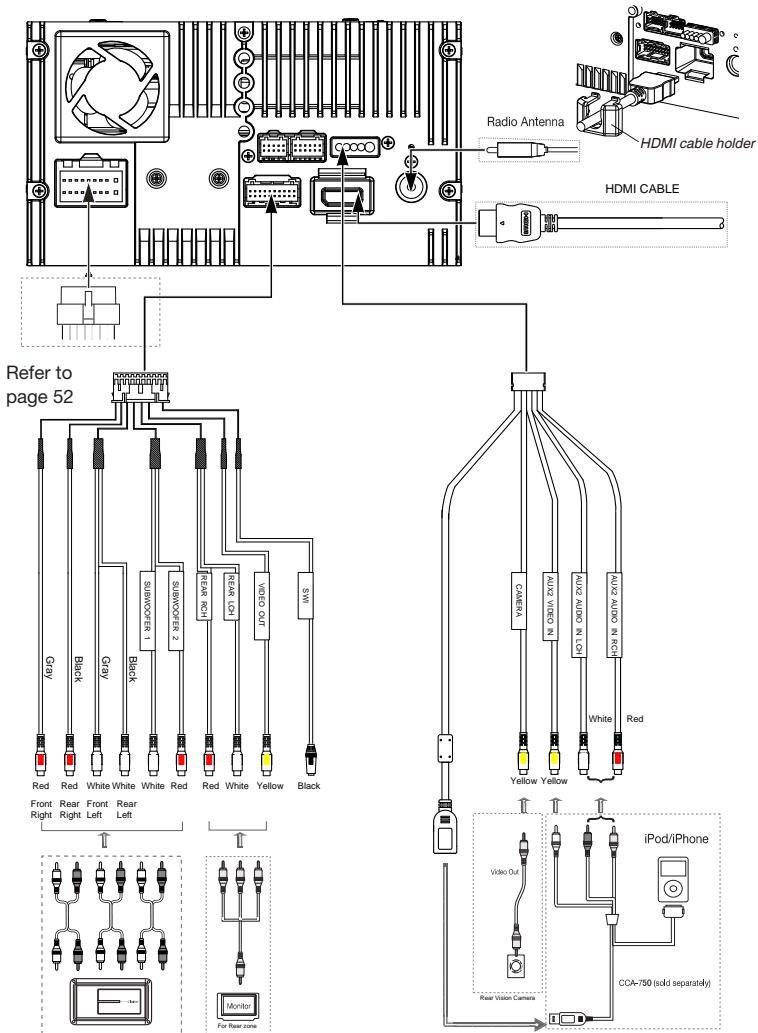 Radio Antenna
HDMI cable holder
HDMI CABLE
Refer to
page 52
SUBWOOFER 1
SUBWOOFER 2
REAR RCH
REAR LCH
VIDEO OUT
SWI
CAMERA
AUX2 VIDEO IN
AUX2 AUDIO IN LCH
AUX2 AUDIO IN RCH
Gray
Black
Gray
Black
White Red
Red Red White White White Red Red White Yellow Black
Yellow Yellow
Front Right
Rear Right
Front Left
Rear Left
iPod/iPhone
Video Out
CCA-750 (sold separately)
Rear Vision Camera
Monitor
For Rear zone